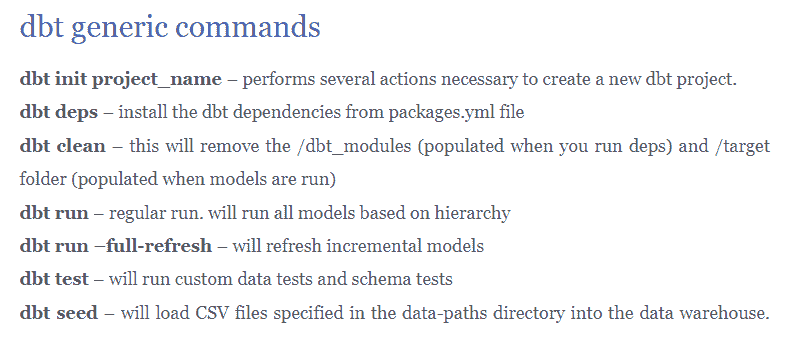 dbt generic commands
dbt init project_name – performs several actions necessary to create a new dbt project.
dbt deps – install the dbt dependencies from packages.yml file
dbt clean – this will remove the /dbt_modules (populated when you run deps) and /target
folder (populated when models are run)
dbt run – regular run. will run all models based on hierarchy
dbt run –full-refresh – will refresh incremental models
dbt test – will run custom data tests and schema tests
dbt seed – will load CSV files specified in the data-paths directory into the data warehouse.